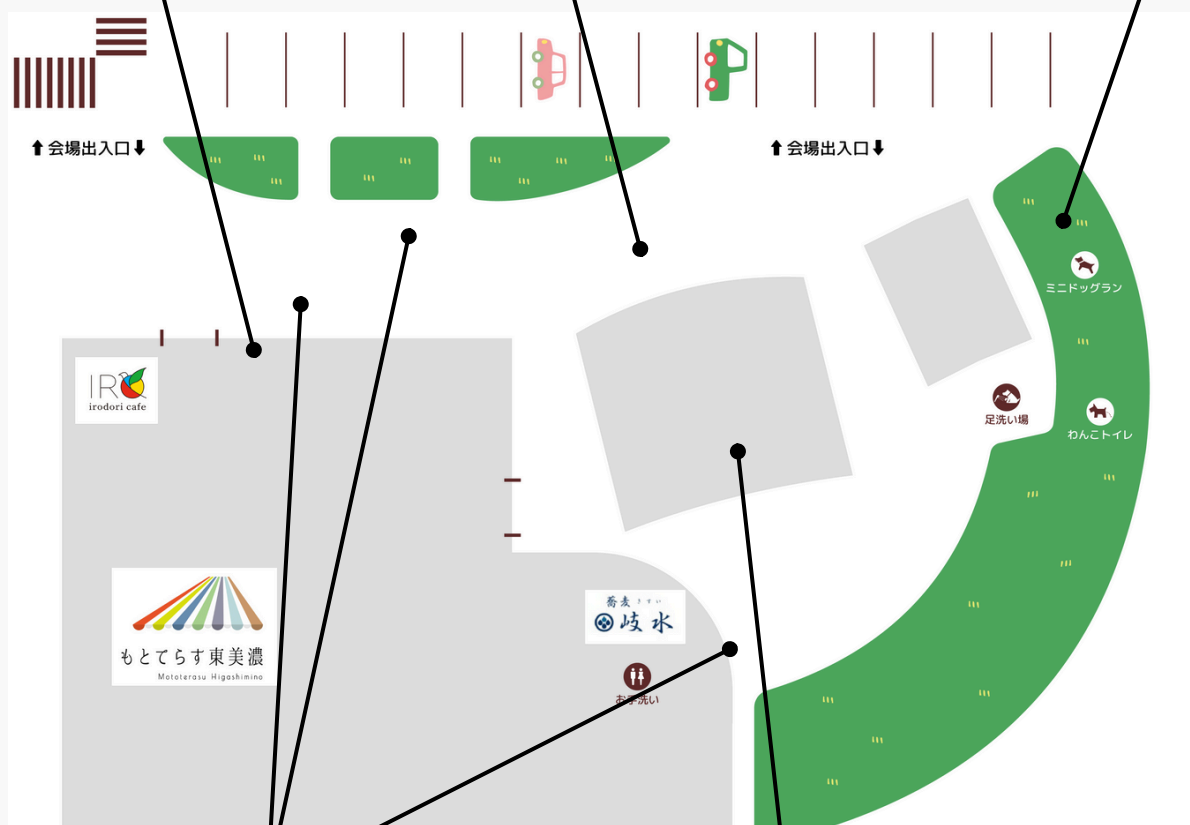 ⬆会場出入口⬇
⬆会場出入口⬇
ミニドッグラン
IRO
irodori cafe
足洗い場
わんこトイレ
もとてらす東美濃
Mototerasu Higashimino
蕎麦きすい
岐水
お手洗い